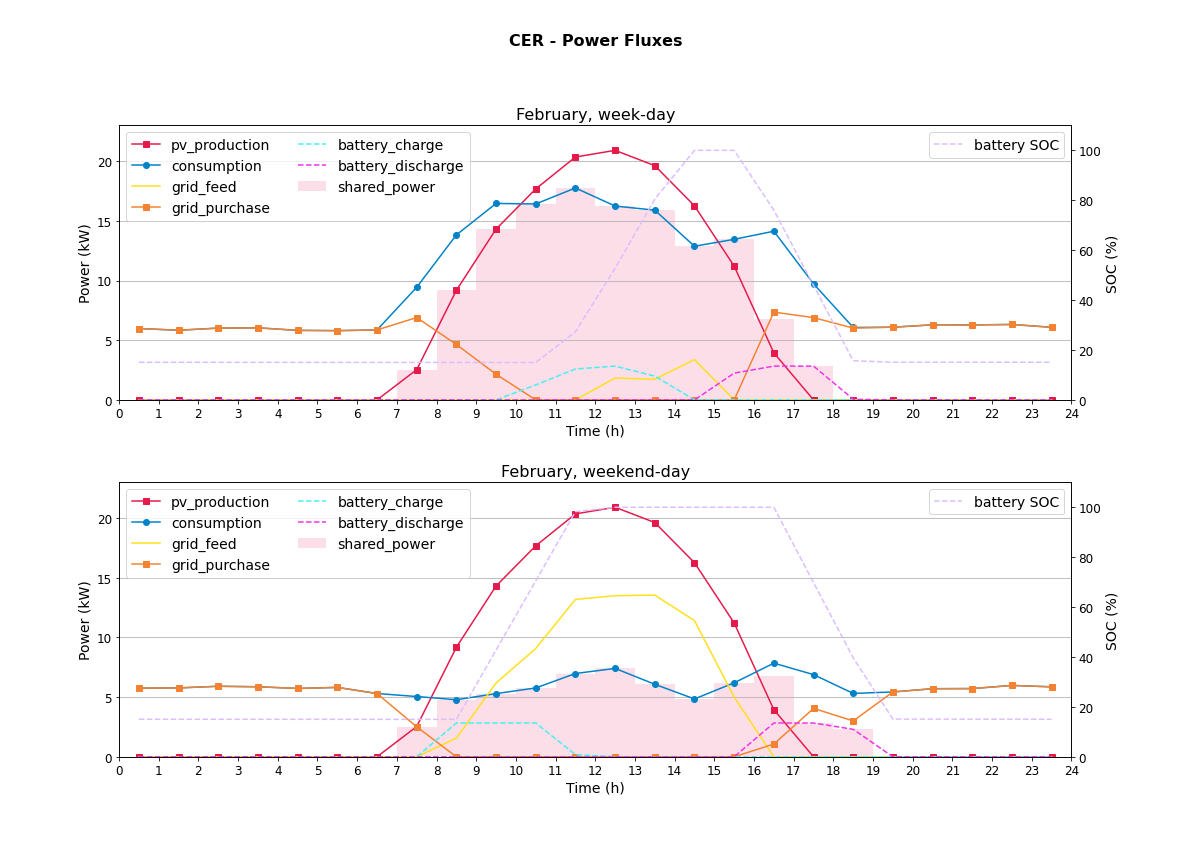 CER - Power Fluxes
February, week-day
pv_production
consumption
grid_feed
grid_purchase
battery_charge
battery_discharge
shared_power
battery SOC
Power (kW)
20
15
10
5
0
SOC (%)
100
80
60
40
20
0
0 1 2 3 4 5 6 7 8 9 10 11 12 13 14 15 16 17 18 19 20 21 22 23 24
Time (h)
February, weekend-day
pv_production
consumption
grid_feed
grid_purchase
battery_charge
battery_discharge
shared_power
battery SOC
Power (kW)
20
15
10
5
0
SOC (%)
100
80
60
40
20
0
0 1 2 3 4 5 6 7 8 9 10 11 12 13 14 15 16 17 18 19 20 21 22 23 24
Time (h)